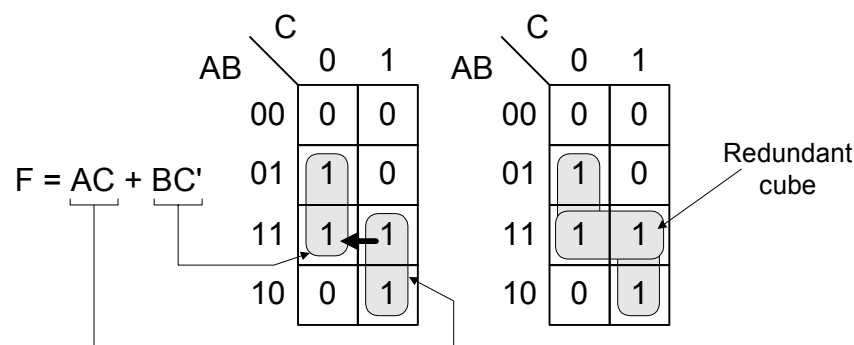 C C
AB 0 1 AB 0 1
00 0 0 00 0 0
01 1 0 01 1 0
Redundant
cube
F = AC + BC'
11 1 1 11 1 1
10 0 1 10 0 1